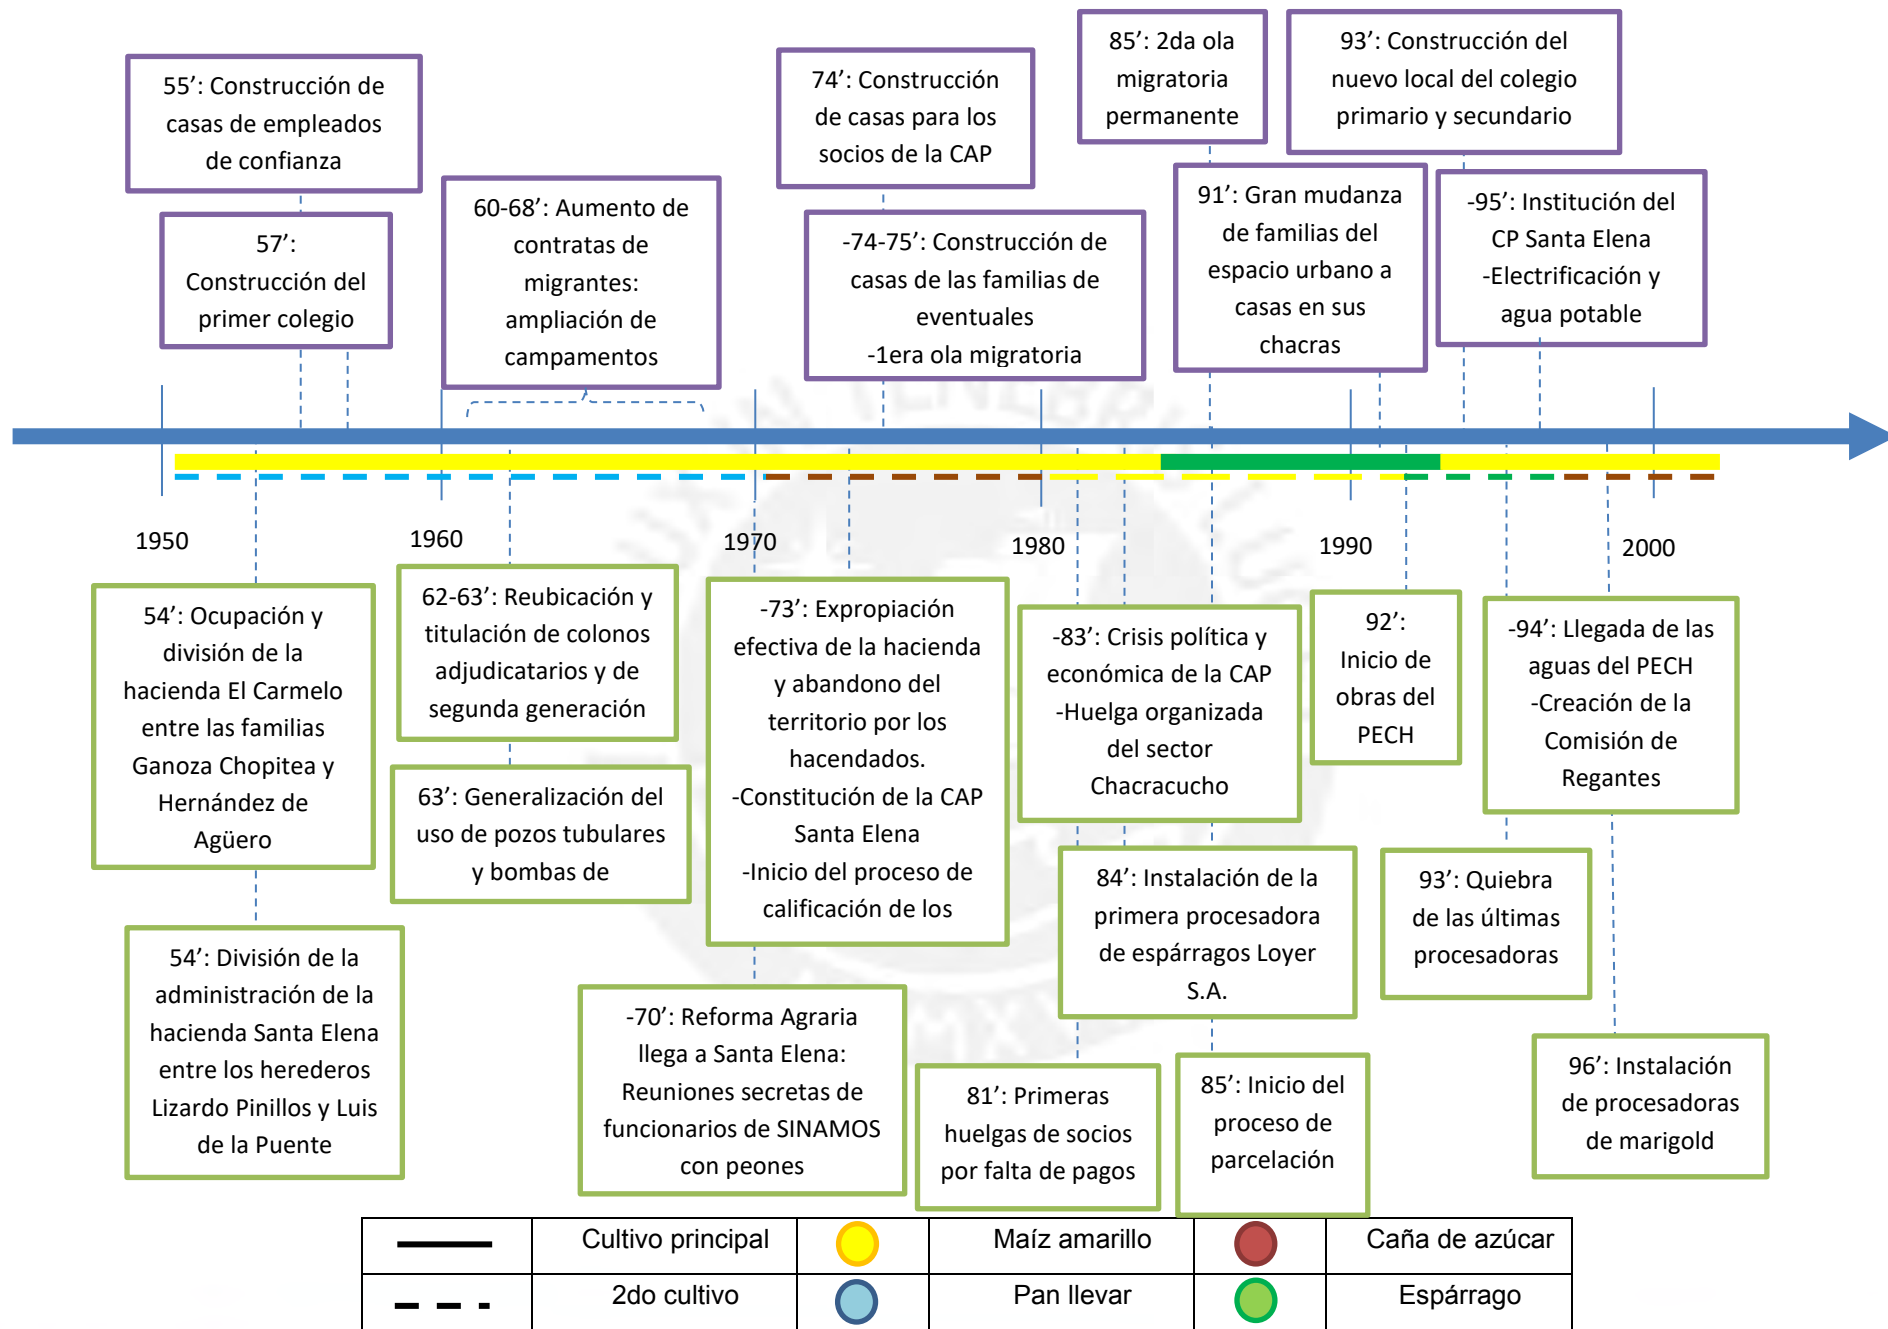 55’: Construcción de
casas de empleados
de confianza
57’:
Construcción del
primer colegio
60-68’: Aumento de
contratas de
migrantes:
ampliación de
campamentos
74’: Construcción
de casas para los
socios de la CAP
-74-75’: Construcción de
casas de las familias de
eventuales
-1era ola migratoria
85’: 2da ola
migratoria
permanente
91’: Gran mudanza
de familias del
espacio urbano a
casas en sus
chacras
93’: Construcción del
nuevo local del colegio
primario y secundario
-95’: Institución del
CP Santa Elena
-Electrificación y
agua potable
1950
1960
1970
1980
1990
2000
54’: Ocupación y
división de la
hacienda El Carmelo
entre las familias
Ganoza Chopitea y
Hernández de
Agüero
54’: División de la
administración de la
hacienda Santa Elena
entre los herederos
Lizardo Pinillos y Luis
de la Puente
62-63’: Reubicación y
titulación de colonos
adjudicatarios y de
segunda generación
63’: Generalización del
uso de pozos tubulares
y bombas de
-73’: Expropiación
efectiva de la hacienda
y abandono del
territorio por los
hacendados.
-Constitución de la CAP
Santa Elena
-Inicio del proceso de
calificación de los
-70’: Reforma Agraria
llega a Santa Elena:
Reuniones secretas de
funcionarios de SINAMOS
con peones
-83’: Crisis política y
económica de la CAP
-Huelga organizada
del sector
Chacracucho
84’: Instalación de la
primera procesadora
de espárragos Loyer
S.A.
81’: Primeras
huelgas de socios
por falta de pagos
85’: Inicio del
proceso de
parcelación
92’:
Inicio de
obras del
PECH
93’: Quiebra
de las últimas
procesadoras
-94’: Llegada de las
aguas del PECH
-Creación de la
Comisión de
Regantes
96’: Instalación
de procesadoras
de marigold
Cultivo principal
Maíz amarillo
Caña de azúcar
2do cultivo
Pan llevar
Espárrago